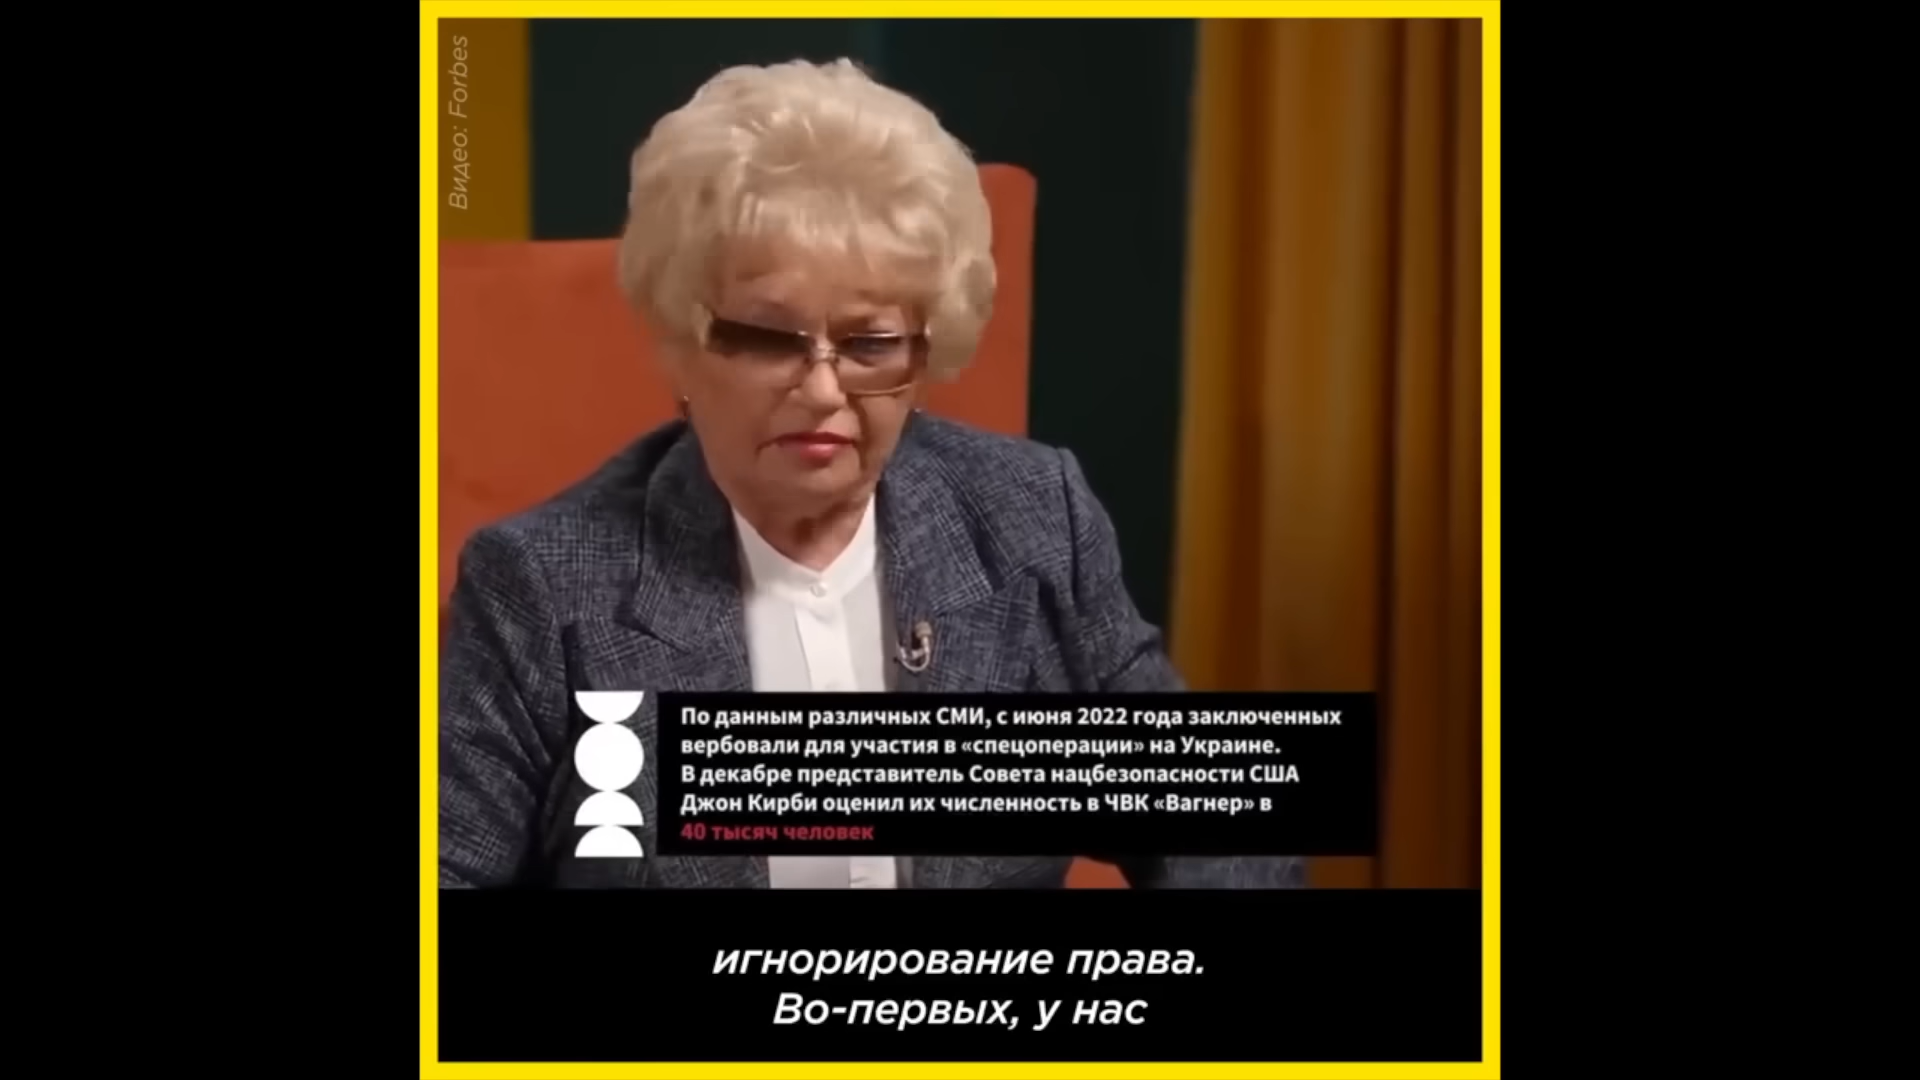 Видео: Forbes
По данным различных СМИ, с июня 2022 года заключенных
вербовали для участия в «спецоперации» на Украине.
В декабре представитель Совета нацбезопасности США
Джон Кирби оценил их численность в ЧВК «Вагнер» в
40 тысяч человек
игнорирование права.
Во-первых, у нас